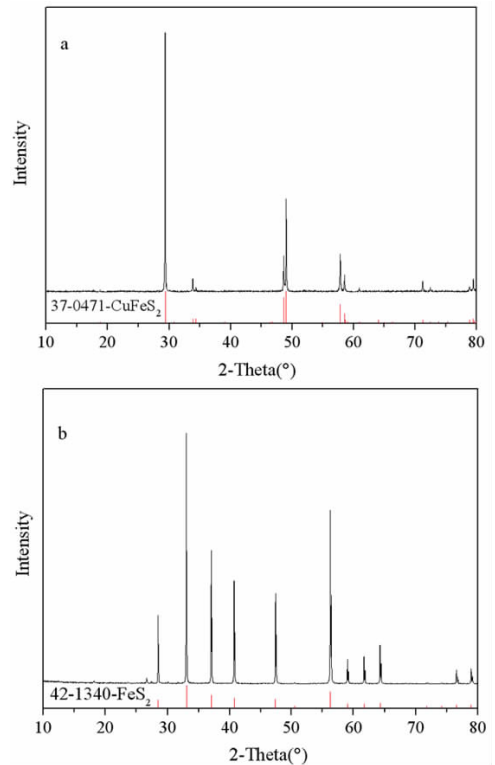 a
Intensity
37-0471-CuFeS2
10 20 30 40 50 60 70 80
2-Theta(°)
b
Intensity
42-1340-FeS2
10 20 30 40 50 60 70 80
2-Theta(°)